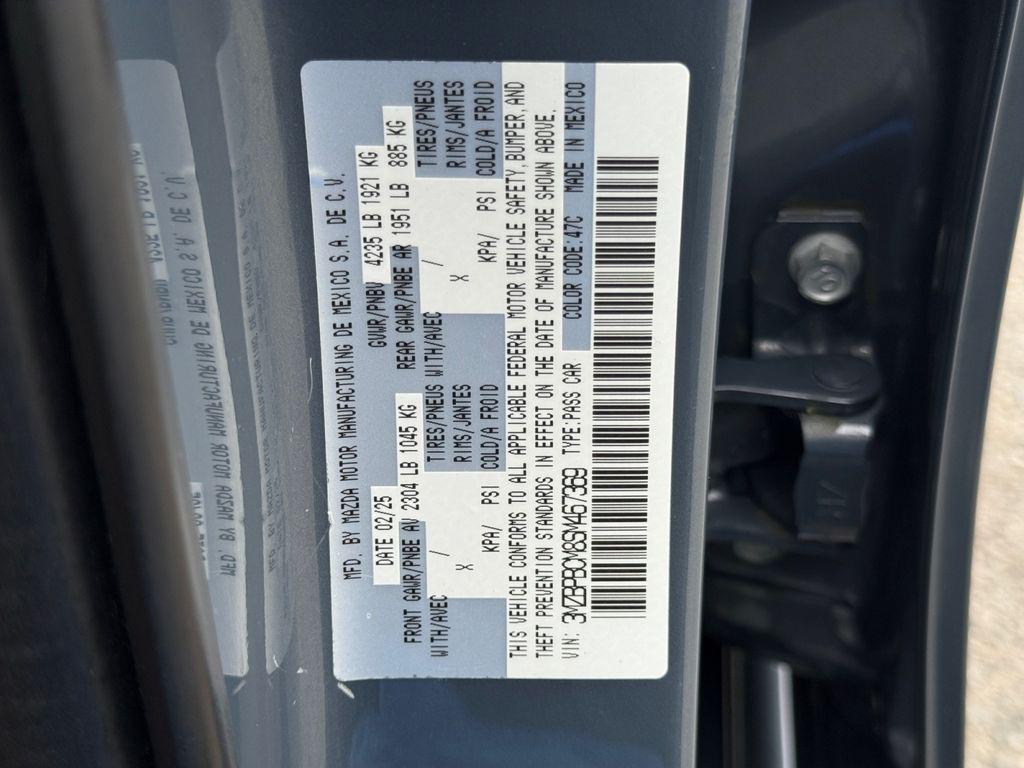 MFD. BY MAZDA MOTOR MANUFACTURING DE MEXICO S.A. DE C.V.
DATE 02/25 GVWR/PNBV 4235 LB 1921 KG
FRONT GAWR/PNBE AV 2304 LB 1045 KG REAR GAWR/PNBE AR 1951 LB 885 KG
WITH/AVEC / TIRES/PNEUS WITH/AVEC / TIRES/PNEUS
X RIMS/JANTES X RIMS/JANTES
KPA/ PSI COLD/A FROID KPA/ PSI COLD/A FROID
THIS VEHICLE CONFORMS TO ALL APPLICABLE FEDERAL MOTOR VEHICLE SAFETY, BUMPER, AND
THEFT PREVENTION STANDARDS IN EFFECT ON THE DATE OF MANUFACTURE SHOWN ABOVE.
VIN: 3MZBPBCM8SM467369 TYPE:PASS CAR COLOR CODE:47C MADE IN MEXICO